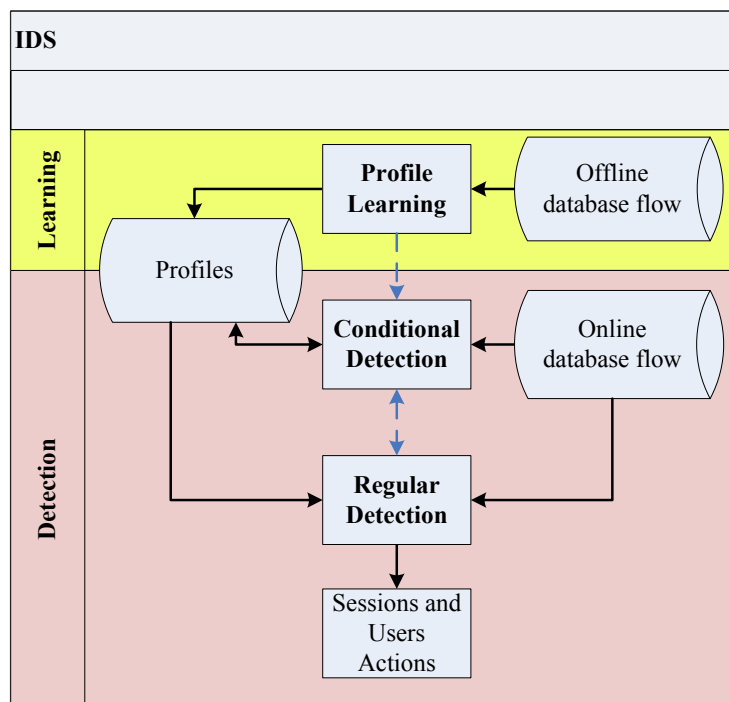 IDS
Learning
Profile
Learning
Offline
database flow
Profiles
Detection
Conditional
Detection
Online
database flow
Regular
Detection
Sessions and
Users
Actions